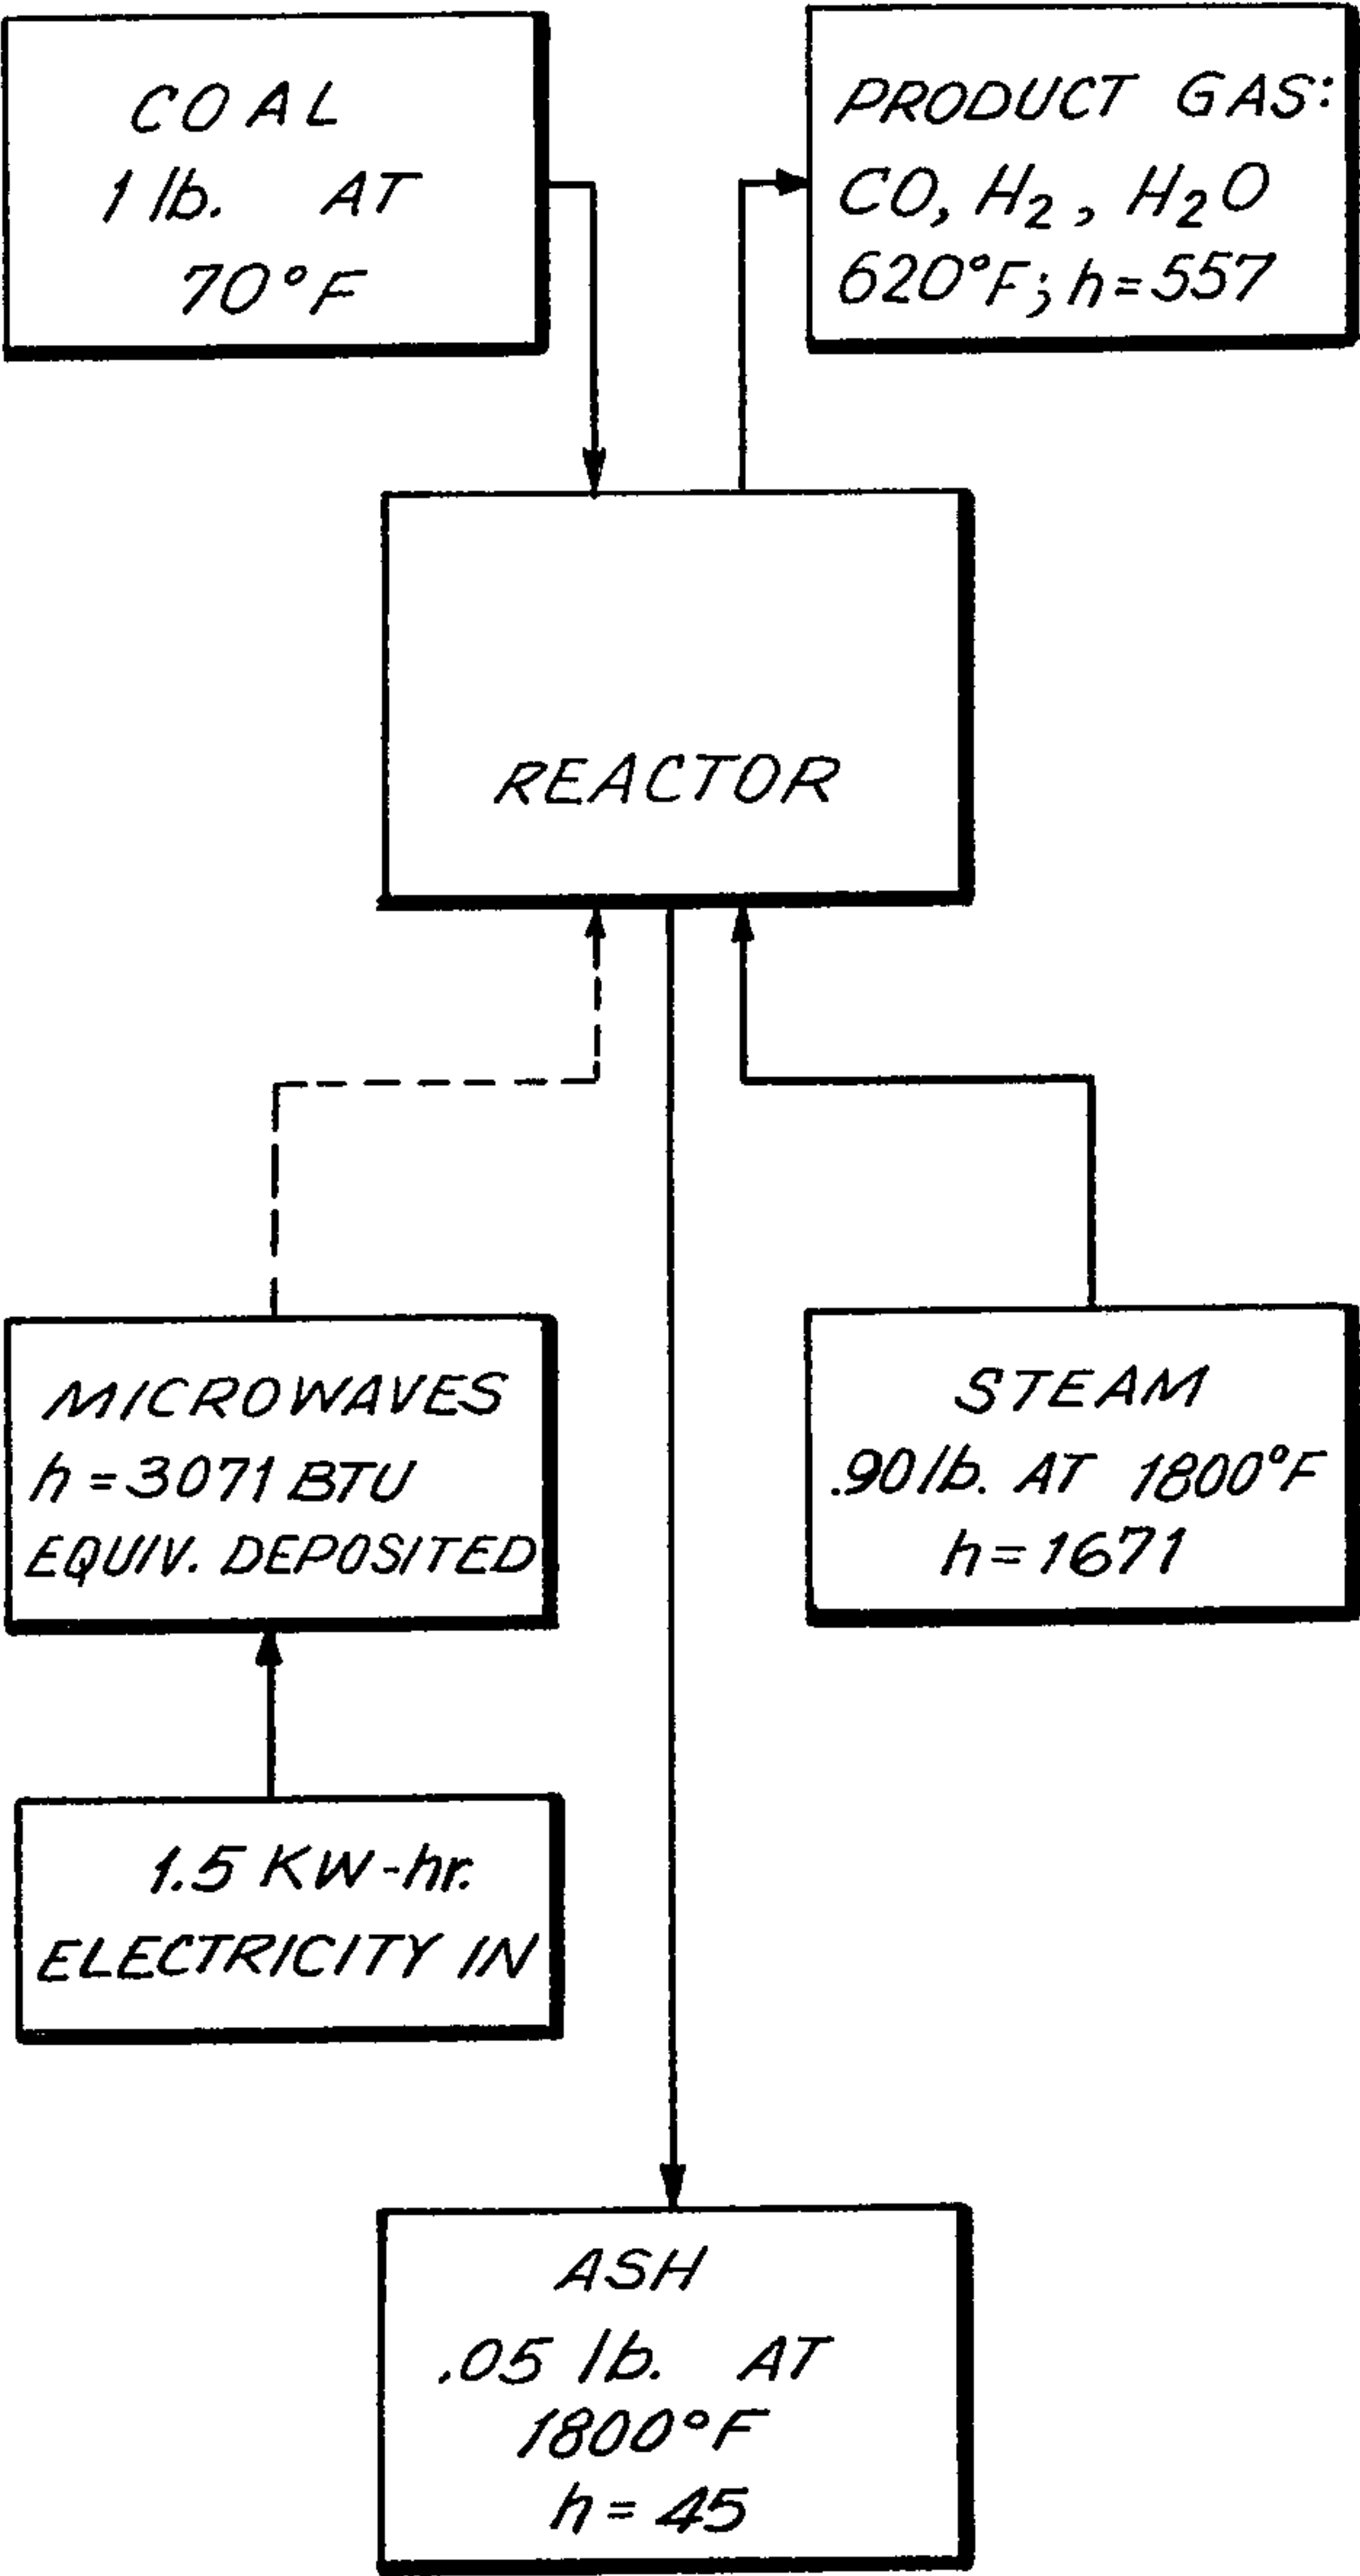 COAL
1 lb. AT
70°F
PRODUCT GAS:
CO, H₂, H₂O
620°F; h=557
REACTOR
MICROWAVES
h=3071 BTU
EQUIV. DEPOSITED
STEAM
.90 lb. AT 1800°F
h=1671
1.5 KW-hr.
ELECTRICITY IN
ASH
.05 lb. AT
1800°F
h=45